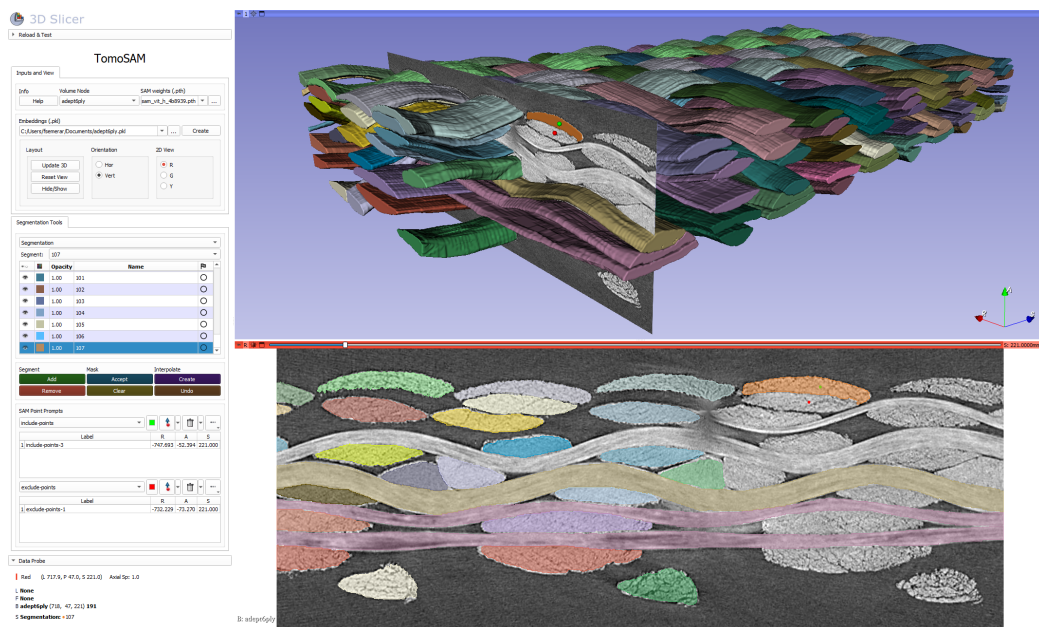 3D Slicer
Reload & Test
TomoSAM
Inputs and View
Info Volume Node SAM weights (.pth)
Help adept6ply sam_vit_h_4b8939.pth ...
Embeddings (.pkl)
C:/Users/fsemerar/Documents/adept6ply.pkl ... Create
Layout Orientation 2D View
Update 3D Hor R
Reset View Vert G
Hide/Show Y
Segmentation Tools
Segmentation
Segment: 107
Opacity Name
1.00 101
1.00 102
1.00 103
1.00 104
1.00 105
1.00 106
1.00 107
Segment Mask Interpolate
Add Accept Create
Remove Clear Undo
SAM Point Prompts
include-points
Label R A S
1 include-points-3 -747.693 -52.394 221.000
exclude-points
Label R A S
1 exclude-points-1 -732.229 -73.270 221.000
Data Probe
Red (L 717.9, P 47.0, S 221.0) Axial Sp: 1.0
L None
F None
B adept6ply (718, 47, 221) 191
S Segmentation: +107
1
R S: 221.0000mm
B: adept6ply